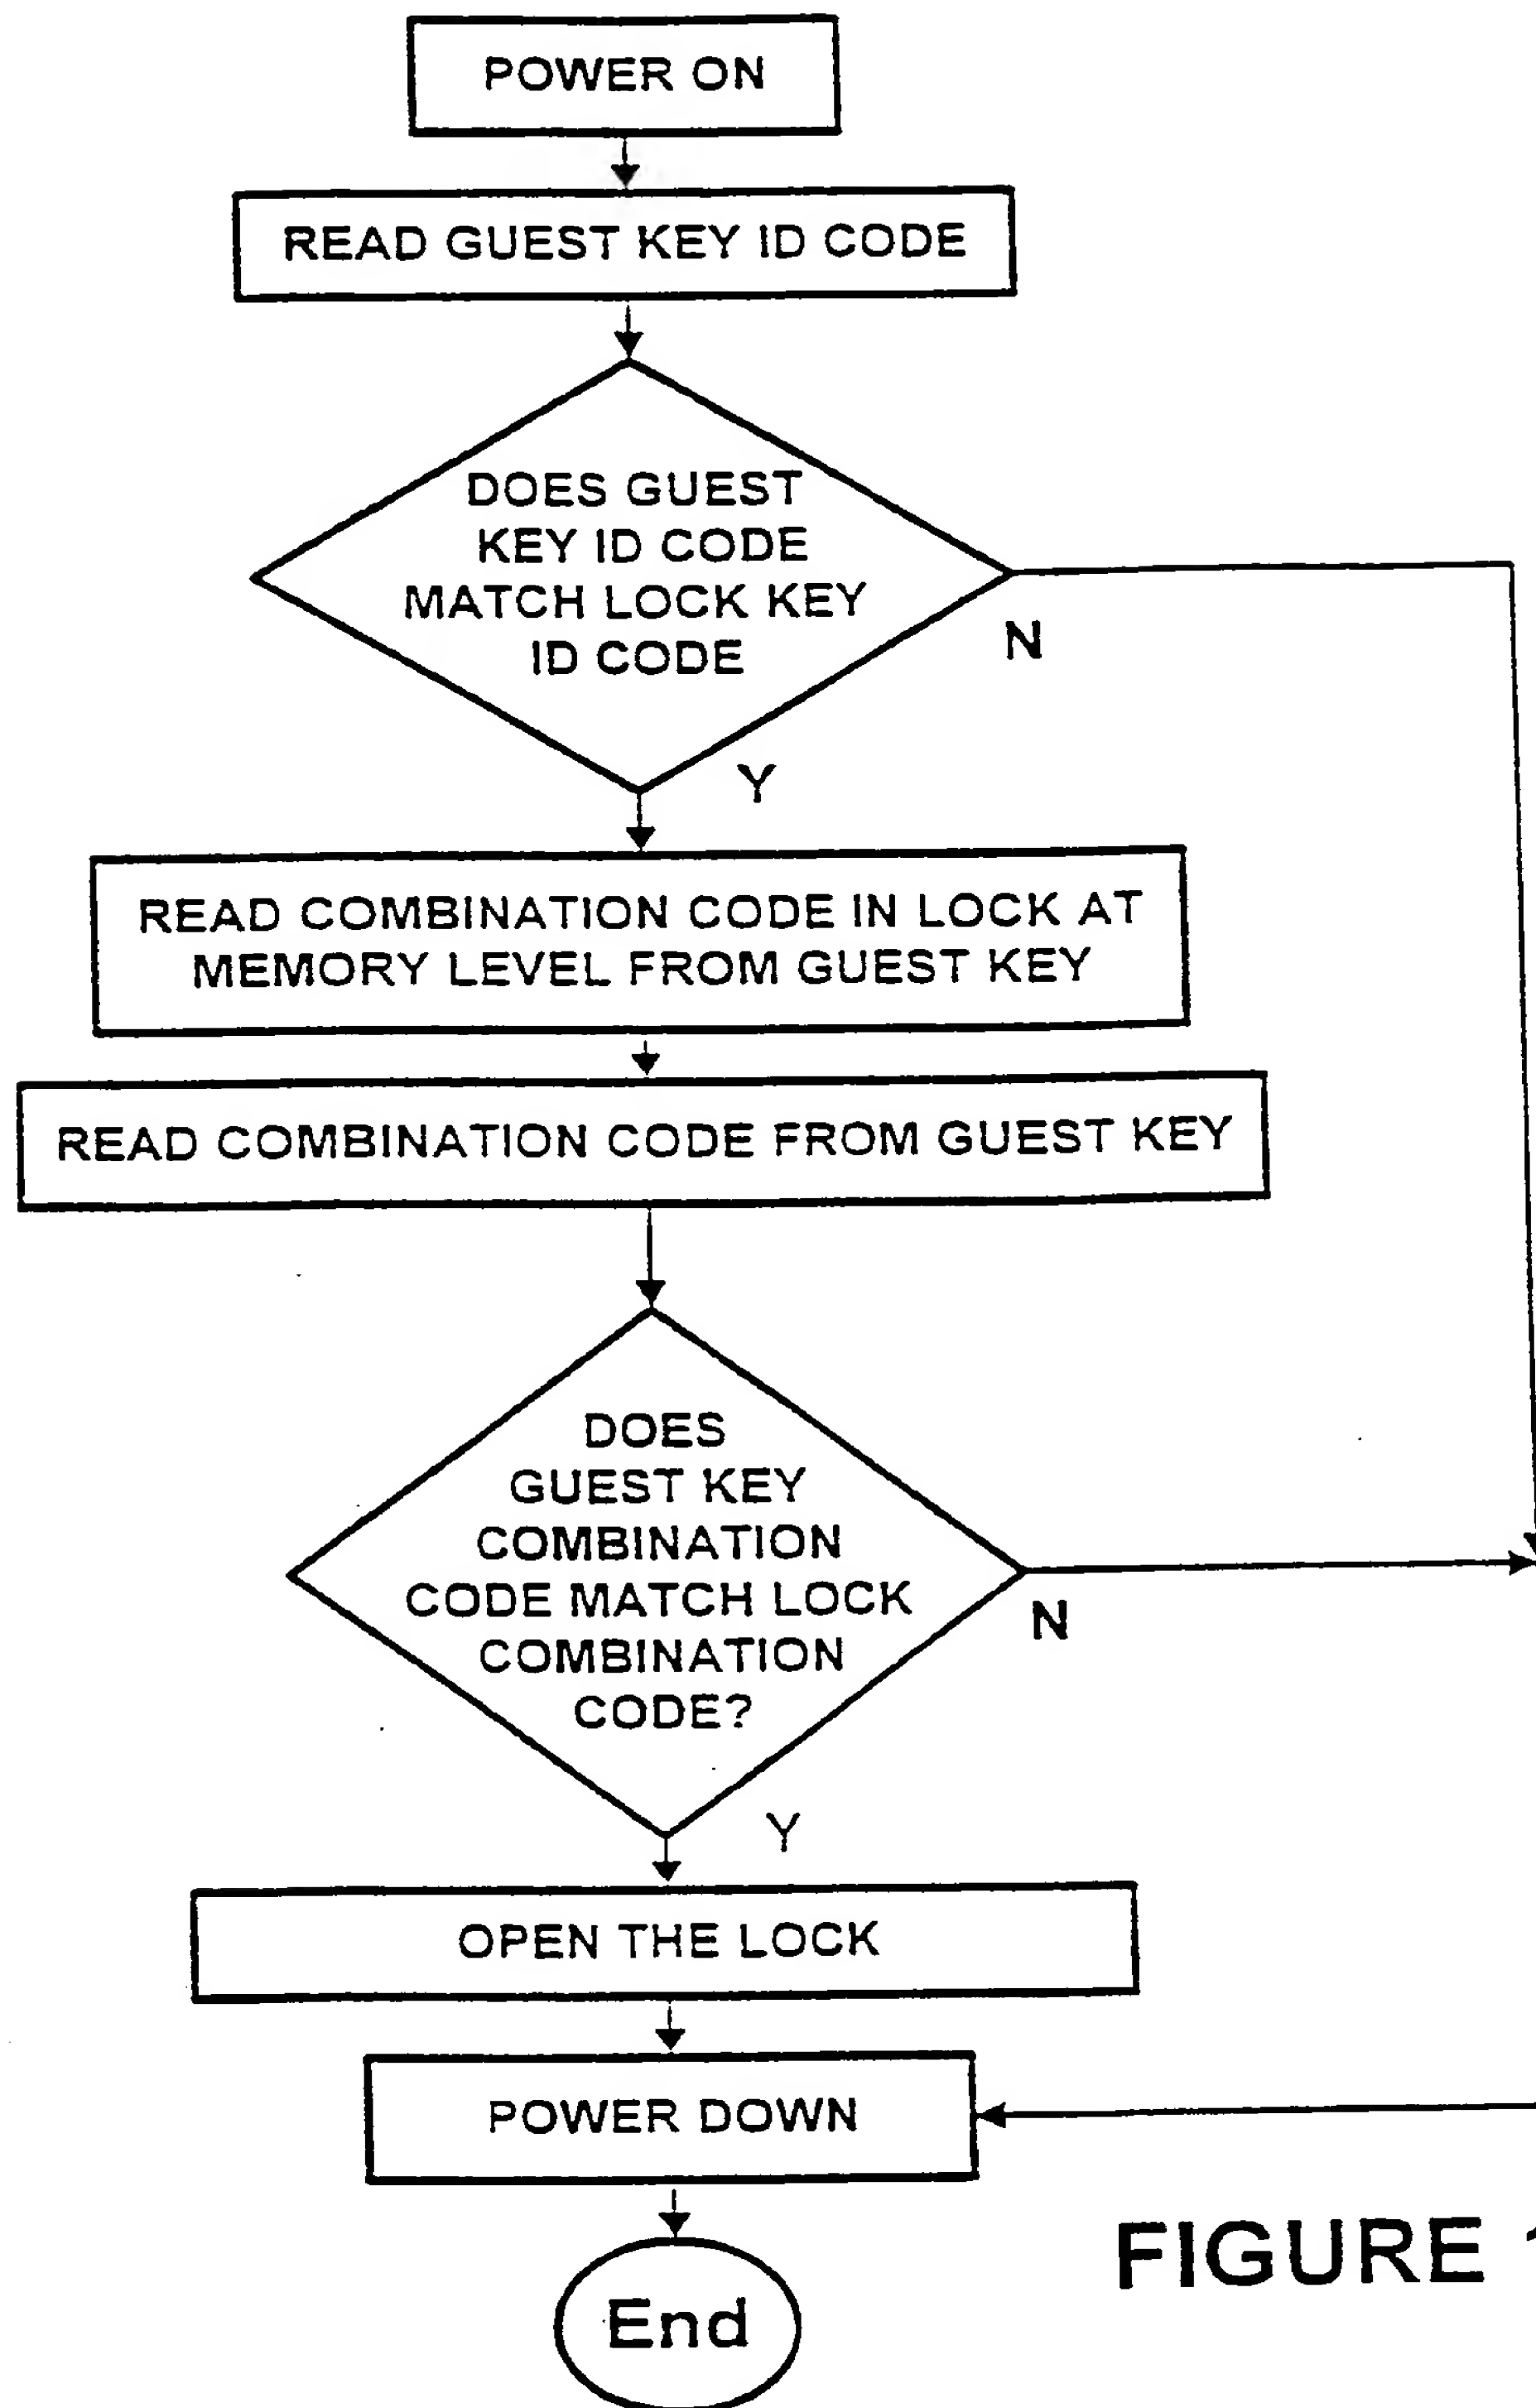 POWER ON
READ GUEST KEY ID CODE
DOES GUEST
KEY ID CODE
MATCH LOCK KEY
ID CODE
N
Y
READ COMBINATION CODE IN LOCK AT
MEMORY LEVEL FROM GUEST KEY
READ COMBINATION CODE FROM GUEST KEY
DOES
GUEST KEY
COMBINATION
CODE MATCH LOCK
COMBINATION
CODE?
N
Y
OPEN THE LOCK
POWER DOWN
FIGURE
End